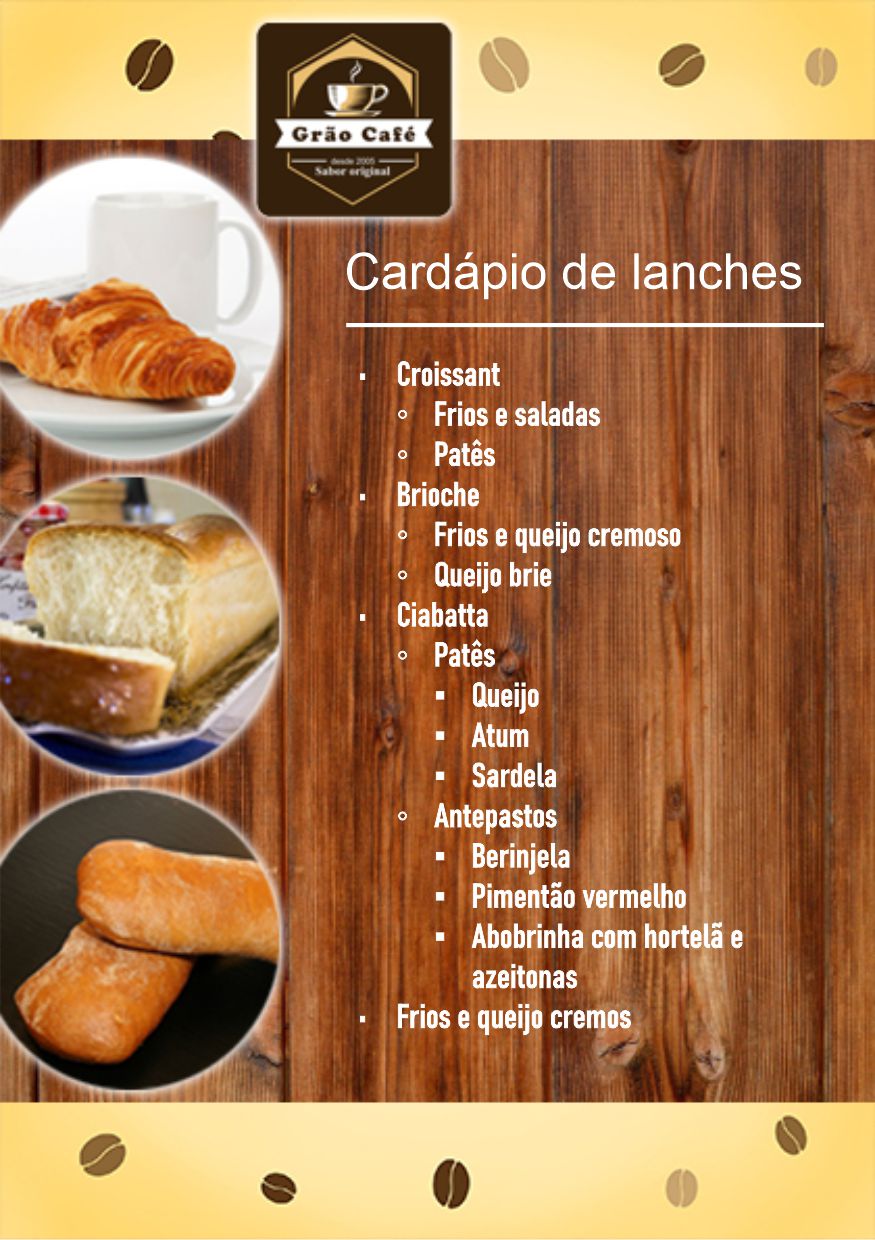 Grão Café
desde 2005
Sabor original
Cardápio de lanches
▪ Croissant
◦ Frios e saladas
◦ Patês
▪ Brioche
◦ Frios e queijo cremoso
◦ Queijo brie
▪ Ciabatta
◦ Patês
▪ Queijo
▪ Atum
▪ Sardela
◦ Antepastos
▪ Berinjela
▪ Pimentão vermelho
▪ Abobrinha com hortelã e
azeitonas
▪ Frios e queijo cremos